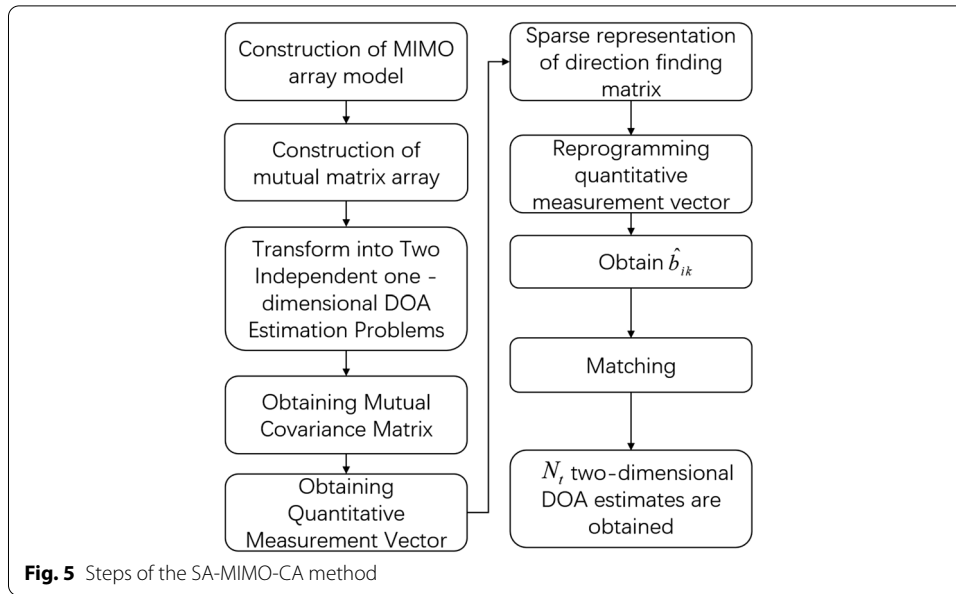 Construction of MIMO
array model
Construction of
mutual matrix array
Transform into Two
Independent one -
dimensional DOA
Estimation Problems
Obtaining Mutual
Covariance Matrix
Obtaining
Quantitative
Measurement Vector
Sparse representation
of direction finding
matrix
Reprogramming
quantitative
measurement vector
Obtain b̂_{ik}
Matching
N_t two-dimensional
DOA estimates are
obtained
Fig. 5 Steps of the SA-MIMO-CA method